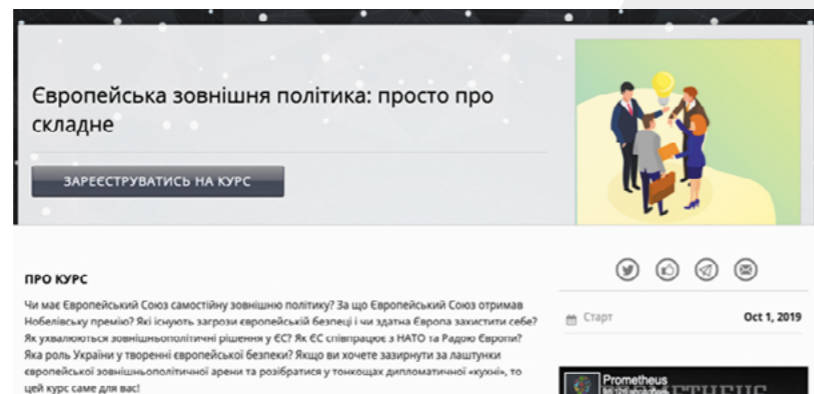 Європейська зовнішня політика: просто про
складне
ЗАРЕЄСТРУВАТИСЬ НА КУРС
ПРО КУРС
Чи має Європейський Союз самостійну зовнішню політику? За що Європейський Союз отримав
Нобелівську премію? Які існують загрози європейській безпеці і чи здатна Європа захистити себе?
Як ухвалюються зовнішньополітичні рішення у ЄС? Як ЄС співпрацює з НАТО та Радою Європи?
Яка роль України у творенні європейської безпеки? Якщо ви хочете зазирнути за лаштунки
європейської зовнішньополітичної арени та розібратися у тонкощах дипломатичної «кухні», то
цей курс саме для вас!
Старт Oct 1, 2019
Prometheus